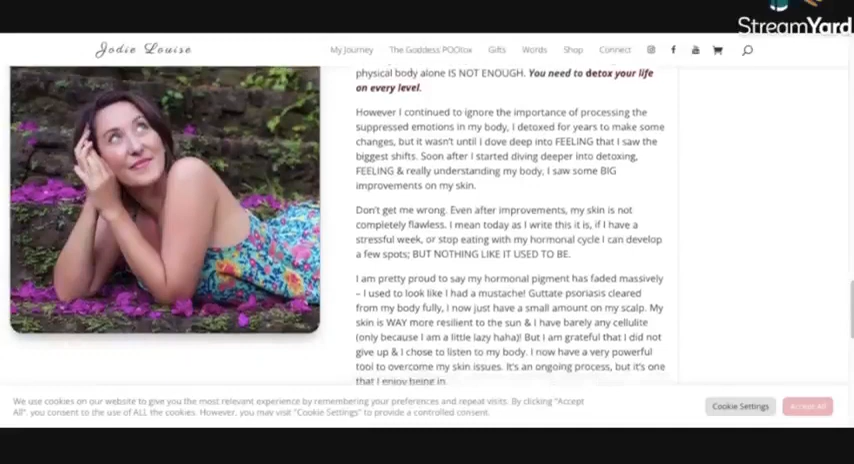 StreamYard
Jodie Louise
My Journey The Goddess POOltox Gifts Words Shop Connect
physical body alone IS NOT ENOUGH. You need to detox your life
on every level.
However I continued to ignore the importance of processing the
suppressed emotions in my body, I detoxed for years to make some
changes, but it wasn't until I dove deep into FEELING that I saw the
biggest shifts. Soon after I started diving deeper into detoxing,
FEELING & really understanding my body, I saw some BIG
improvements on my skin.
Don't get me wrong. Even after improvements, my skin is not
completely flawless. I mean today as I write this it is, if I have a
stressful week, or stop eating with my hormonal cycle I can develop
a few spots; BUT NOTHING LIKE IT USED TO BE.
I am pretty proud to say my hormonal pigment has faded massively
– I used to look like I had a mustache! Guttate psoriasis cleared
from my body fully, I now just have a small amount on my scalp. My
skin is WAY more resilient to the sun & I have barely any cellulite
(only because I am a little lazy haha)! But I am grateful that I did not
give up & I chose to listen to my body. I now have a very powerful
tool to overcome my skin issues. It's an ongoing process, but it's one
that I enjoy being in.
We use cookies on our website to give you the most relevant experience by remembering your preferences and repeat visits. By clicking "Accept
All", you consent to the use of ALL the cookies. However, you may visit "Cookie Settings" to provide a controlled consent.
Cookie Settings
Accept All